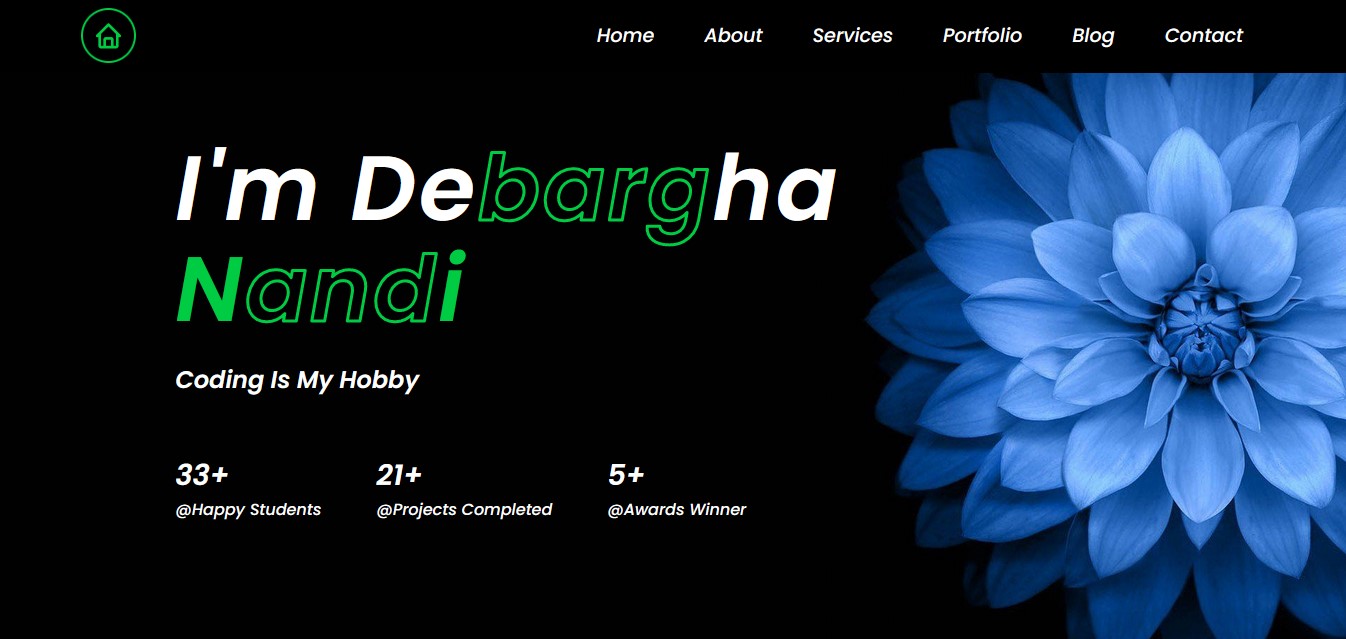 Home About Services Portfolio Blog Contact
I'm Debargha
Nandi
Coding Is My Hobby
33+ 21+ 5+
@Happy Students @Projects Completed @Awards Winner